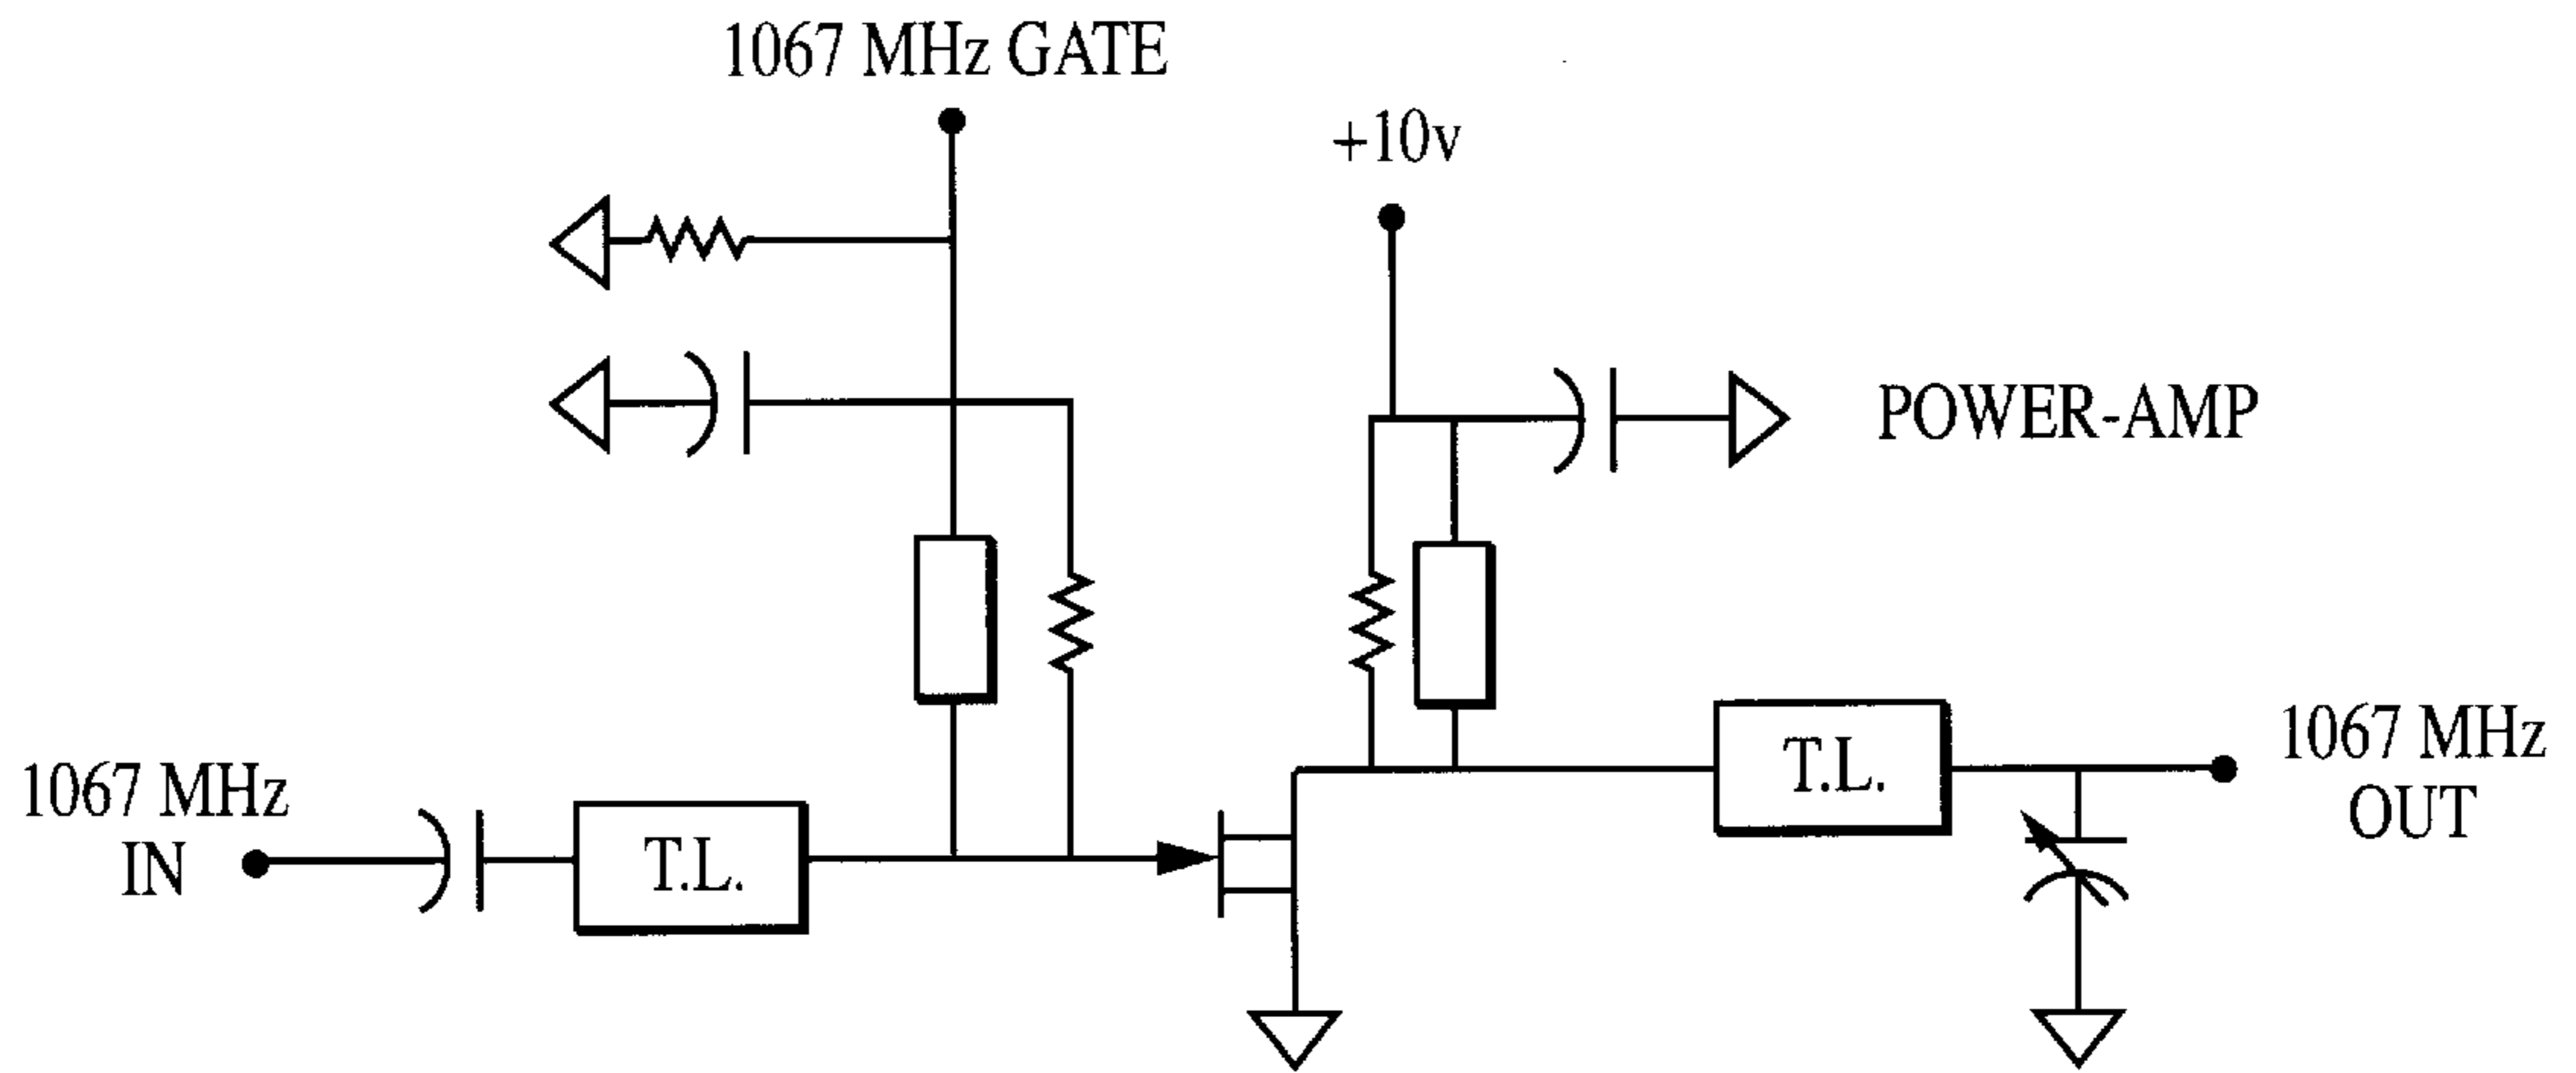 1067 MHz GATE
+10v
POWER-AMP
1067 MHz
IN
T.L.
T.L.
1067 MHz
OUT